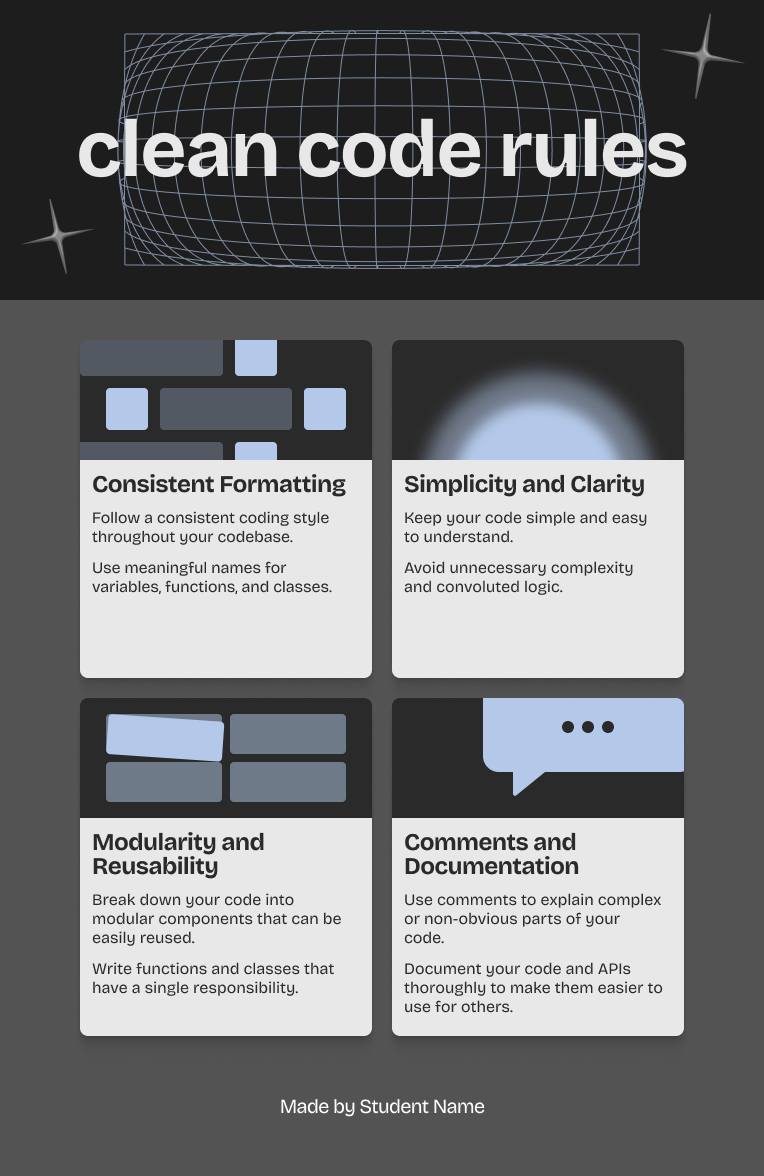 clean code rules
Consistent Formatting
Follow a consistent coding style
throughout your codebase.
Use meaningful names for
variables, functions, and classes.
Simplicity and Clarity
Keep your code simple and easy
to understand.
Avoid unnecessary complexity
and convoluted logic.
Modularity and
Reusability
Break down your code into
modular components that can be
easily reused.
Write functions and classes that
have a single responsibility.
Comments and
Documentation
Use comments to explain complex
or non-obvious parts of your
code.
Document your code and APIs
thoroughly to make them easier to
use for others.
Made by Student Name